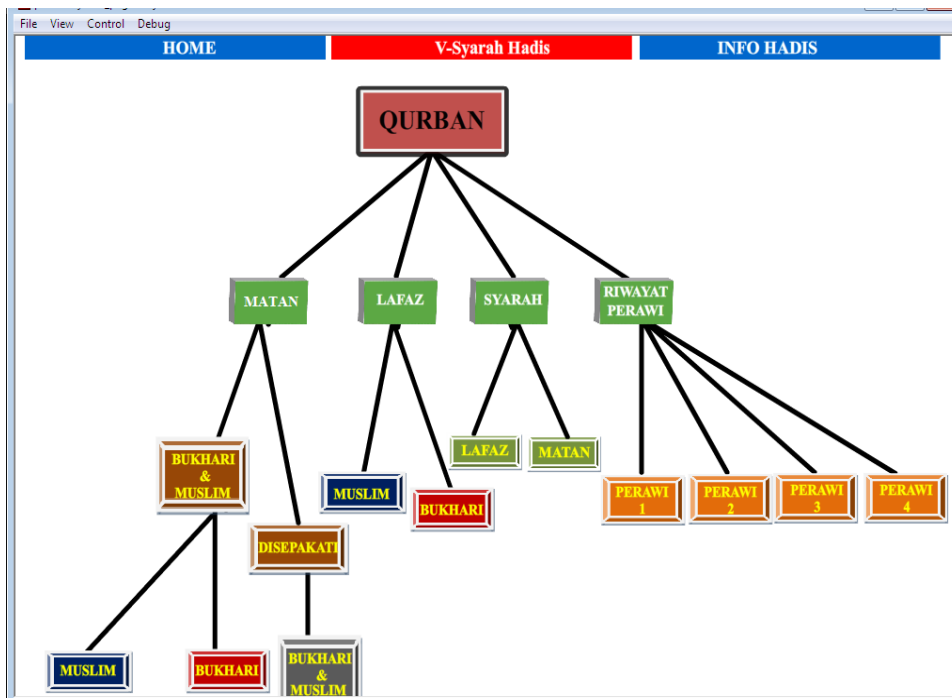 File View Control Debug
HOME
V-Syarah Hadis
INFO HADIS
QURBAN
MATAN
LAFAZ
SYARAH
RIWAYAT
PERAWI
BUKHARI
&
MUSLIM
LAFAZ
MATAN
MUSLIM
BUKHARI
PERAWI
1
PERAWI
2
PERAWI
3
PERAWI
4
DISEPAKATI
MUSLIM
BUKHARI
BUKHARI
&
MUSLIM